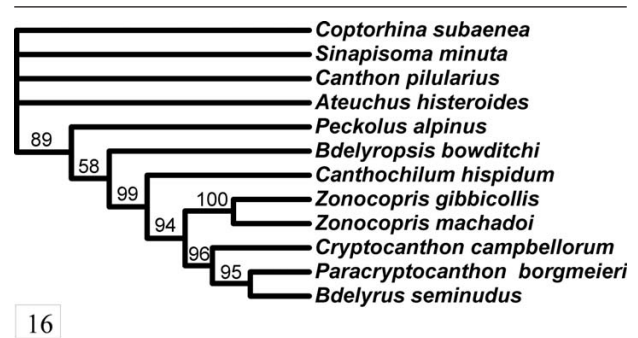 Coptorhina subaenea
Sinapisoma minuta
Canthon pilularius
Ateuchus histeroides
89
Peckolus alpinus
58
Bdelyropsis bowditchi
99
Canthochilum hispidum
100
Zonocopris gibbicollis
94
Zonocopris machadoi
96
Cryptocanthon campbellorum
95
Paracryptocanthon borgmeieri
Bdelyrus seminudus
16